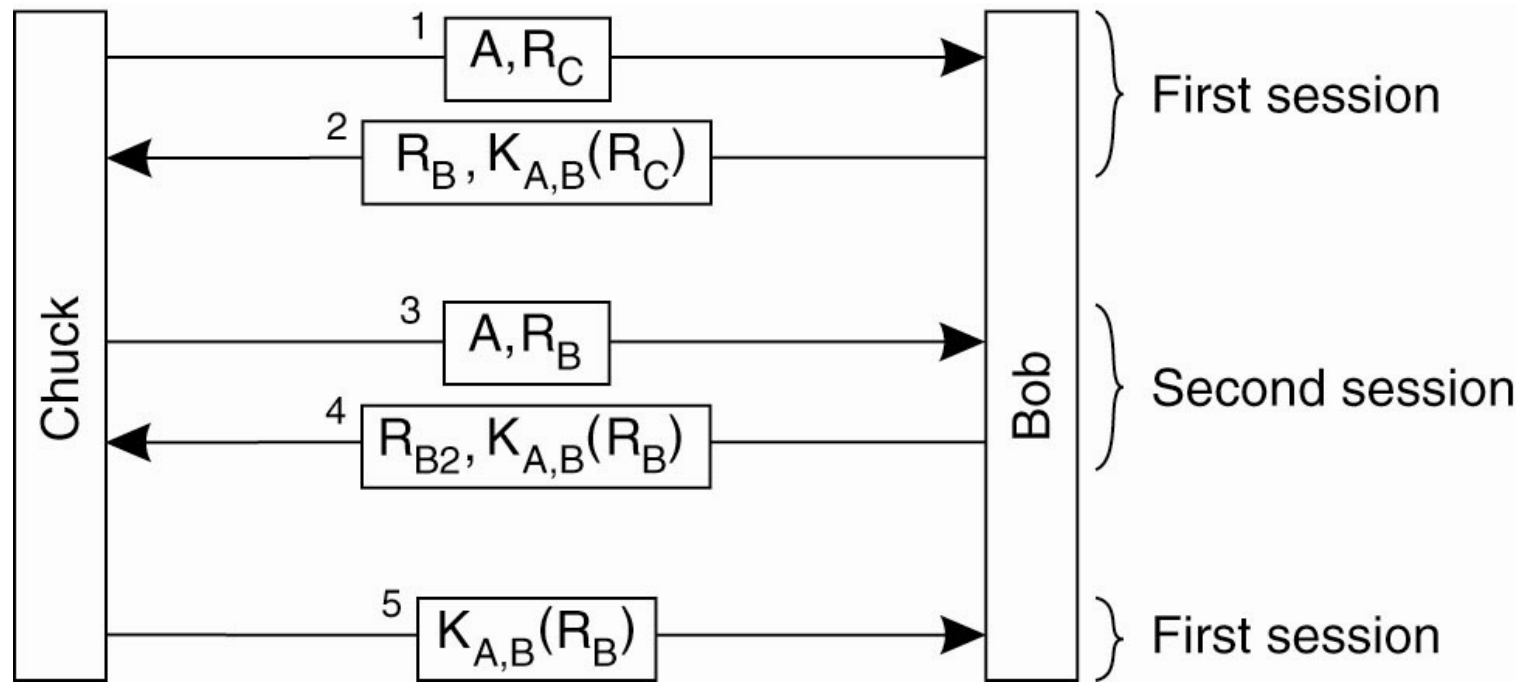 1
A,R_C
First session
2
R_B, K_A,B(R_C)
Chuck
Bob
3
A,R_B
Second session
4
R_B2, K_A,B(R_B)
5
K_A,B(R_B)
First session